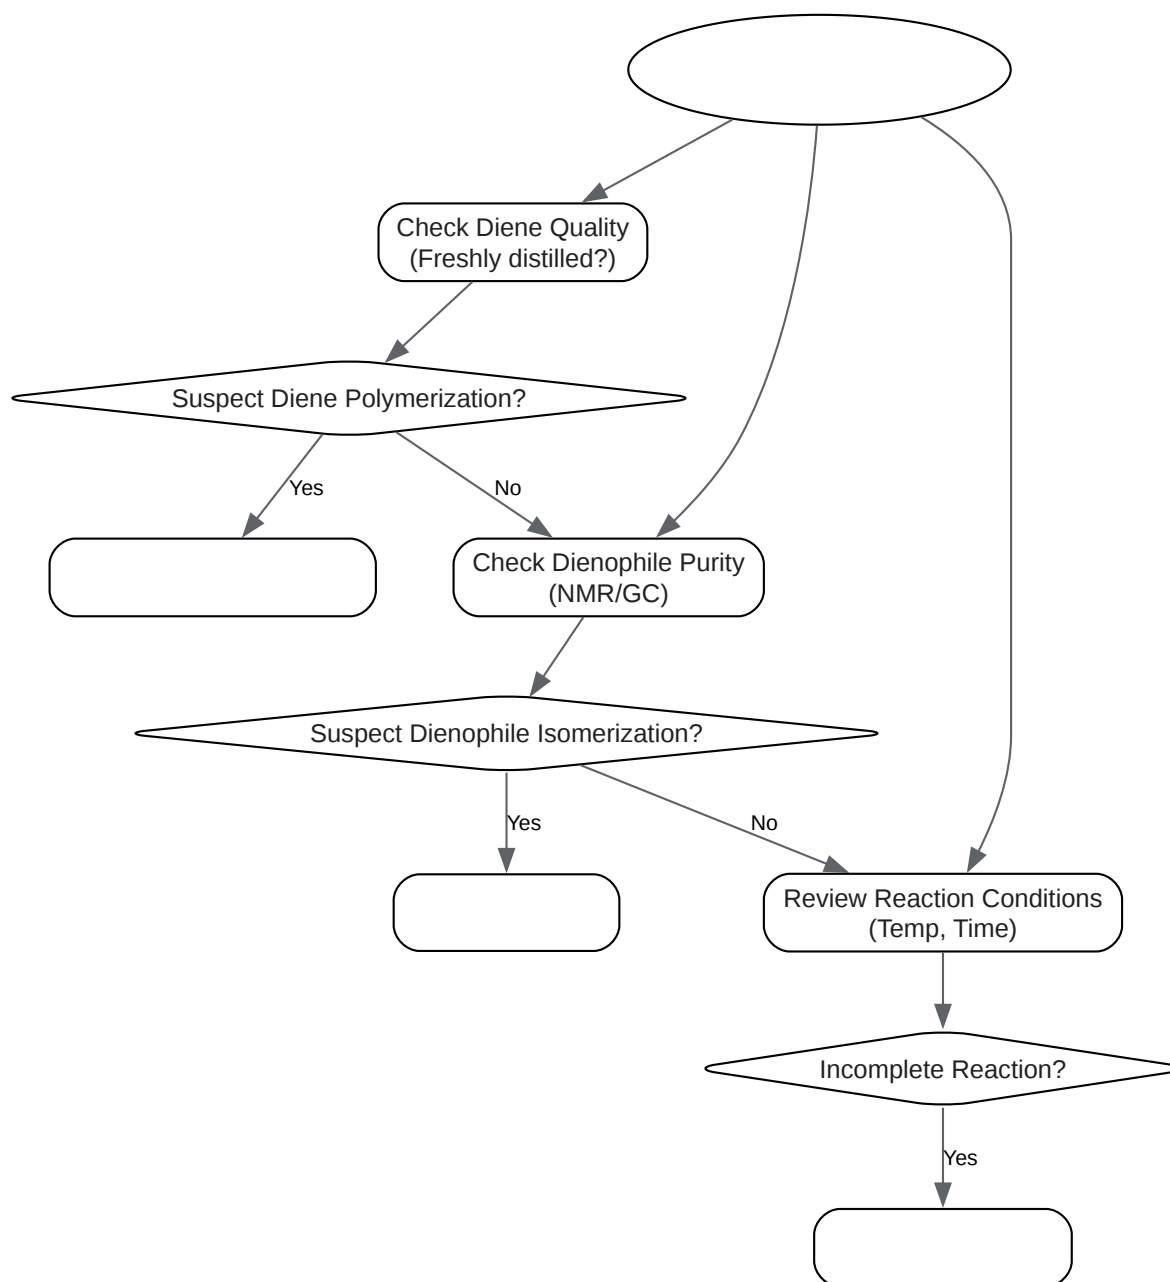 Check Diene Quality
(Freshly distilled?)
Suspect Diene Polymerization?
Yes
No
Check Dienophile Purity
(NMR/GC)
Suspect Dienophile Isomerization?
Yes
No
Review Reaction Conditions
(Temp, Time)
Incomplete Reaction?
Yes